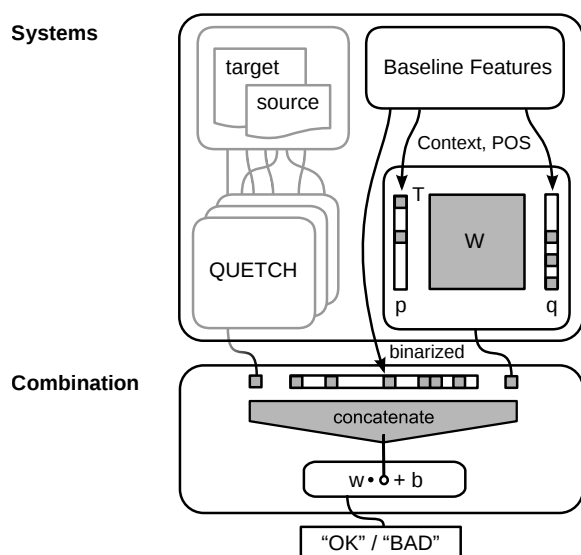 Systems
target
source
Baseline Features
Context, POS
T
W
p
q
QUETCH
binarized
Combination
concatenate
w • + b
“OK” / “BAD”